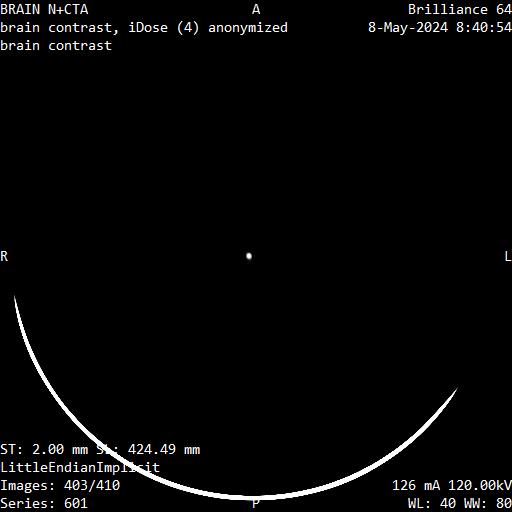 BRAIN N+CTA A Brilliance 64
brain contrast, iDose (4) anonymized 8-May-2024 8:40:54
brain contrast
R L
ST: 2.00 mm SL: 424.49 mm
LittleEndianImplicit
Images: 403/410 126 mA 120.00kV
Series: 601 P WL: 40 WW: 80